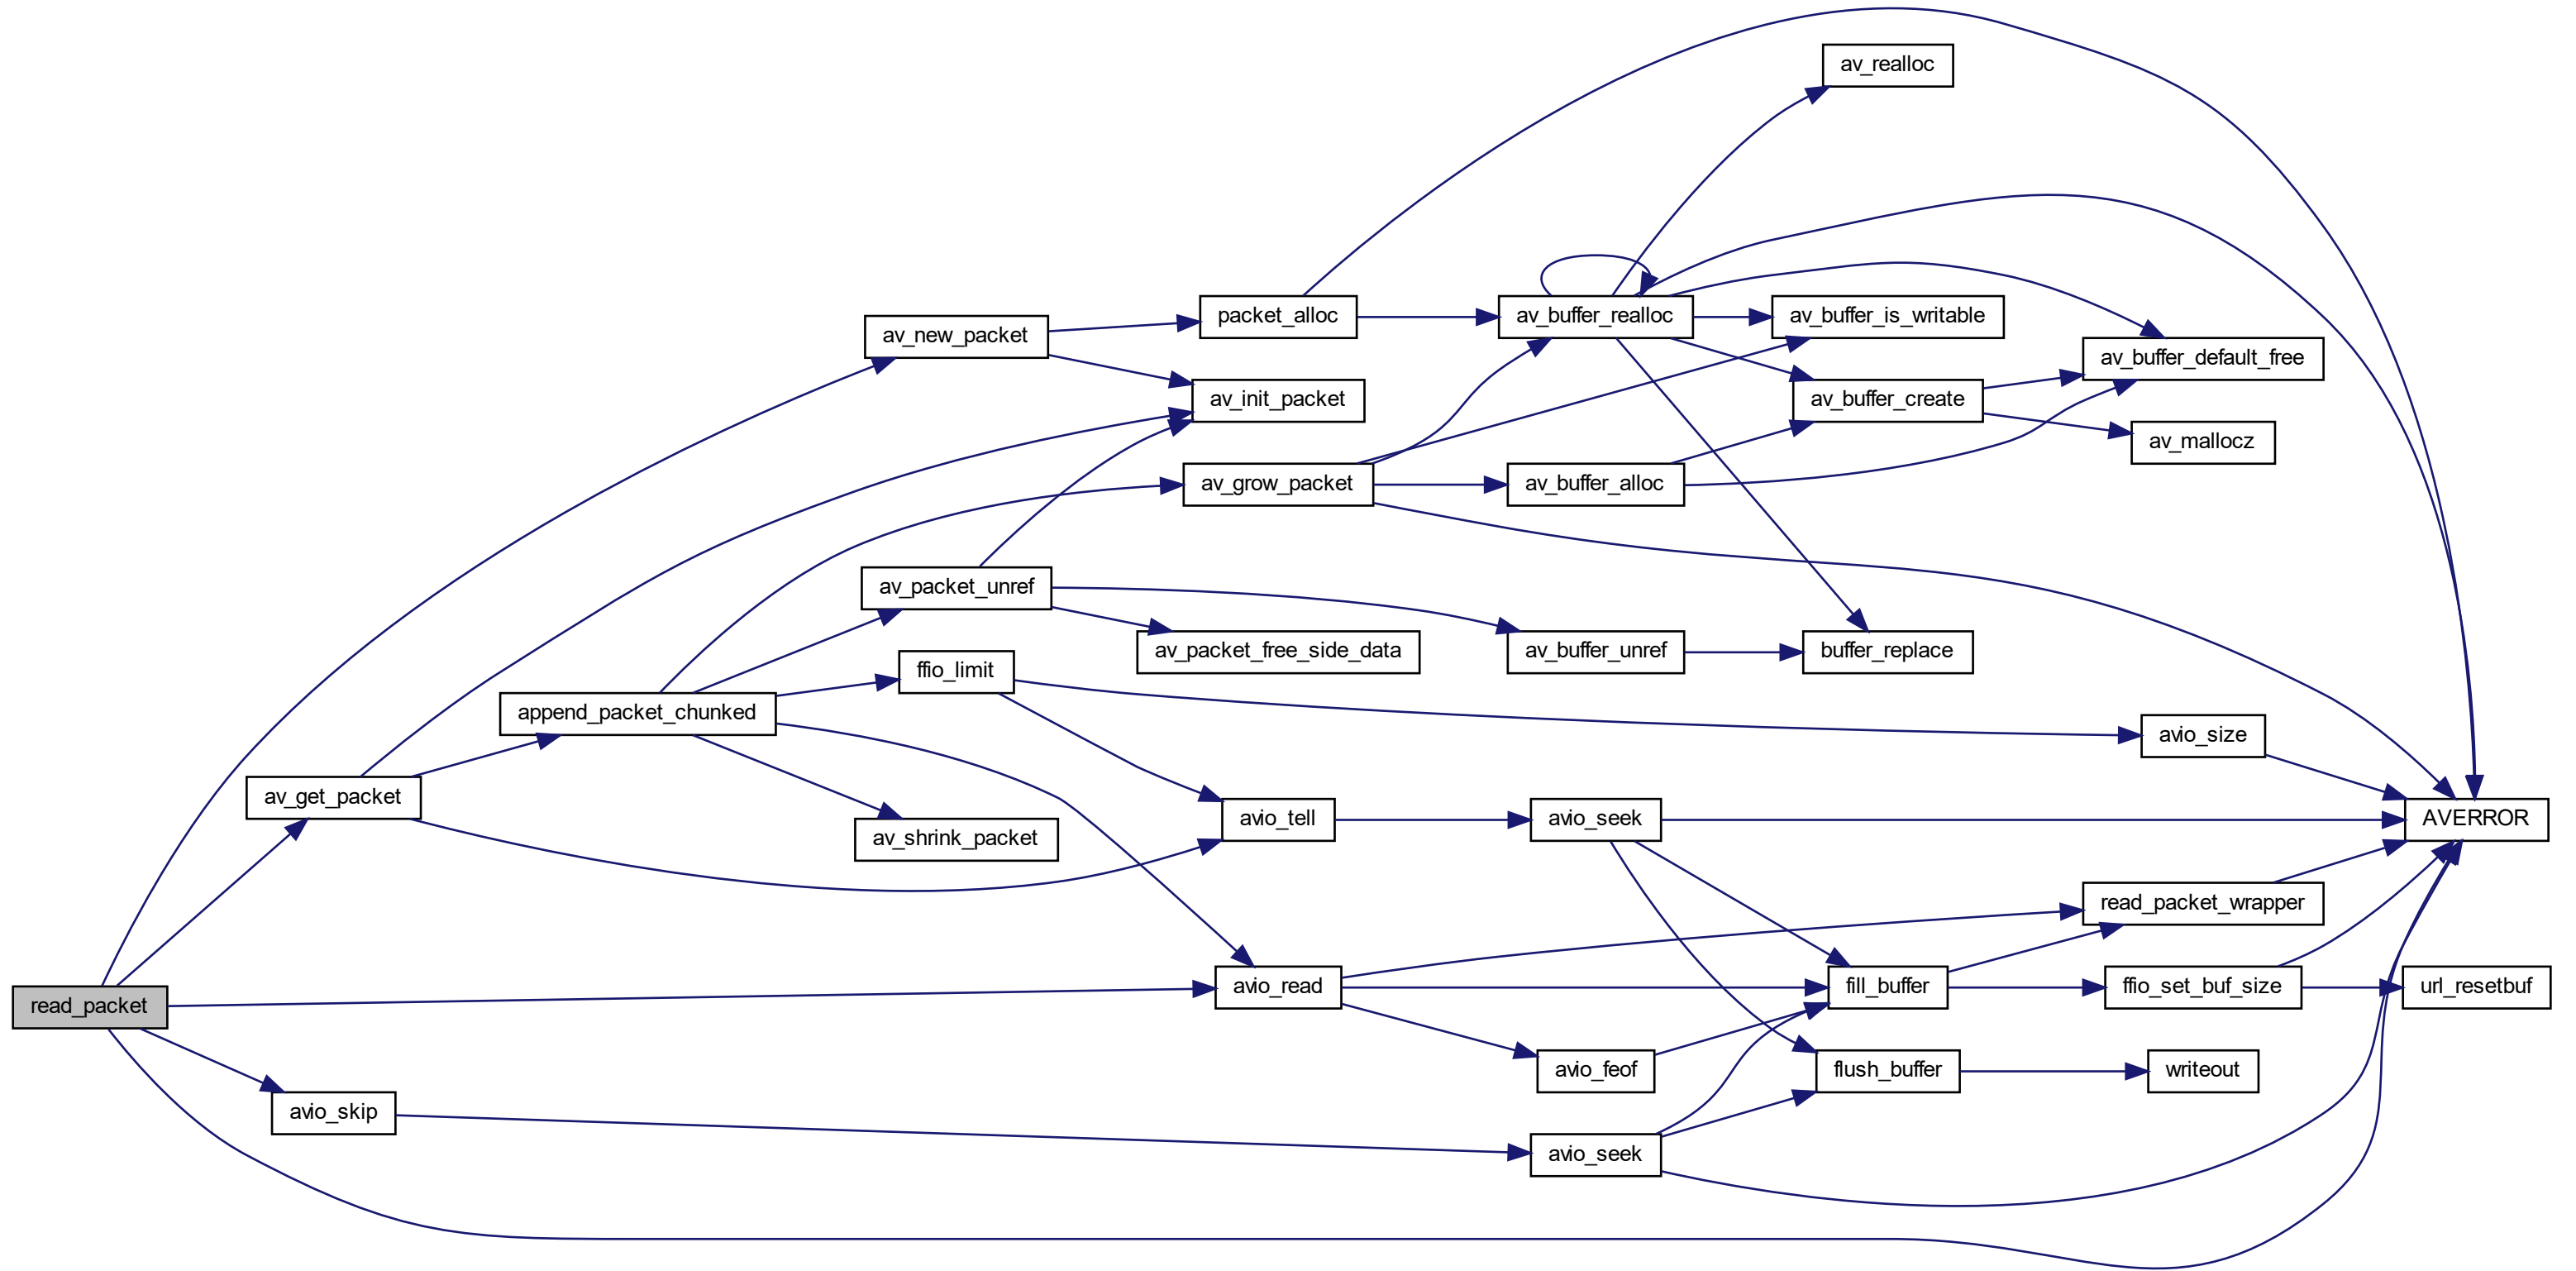 av_realloc
packet_alloc
av_buffer_realloc
av_buffer_is_writable
av_new_packet
av_buffer_default_free
av_init_packet
av_buffer_create
av_mallocz
av_grow_packet
av_buffer_alloc
av_packet_unref
av_packet_free_side_data
av_buffer_unref
buffer_replace
ffio_limit
append_packet_chunked
avio_size
av_get_packet
avio_tell
avio_seek
AVERROR
av_shrink_packet
read_packet_wrapper
avio_read
fill_buffer
ffio_set_buf_size
url_resetbuf
read_packet
avio_feof
flush_buffer
writeout
avio_skip
avio_seek